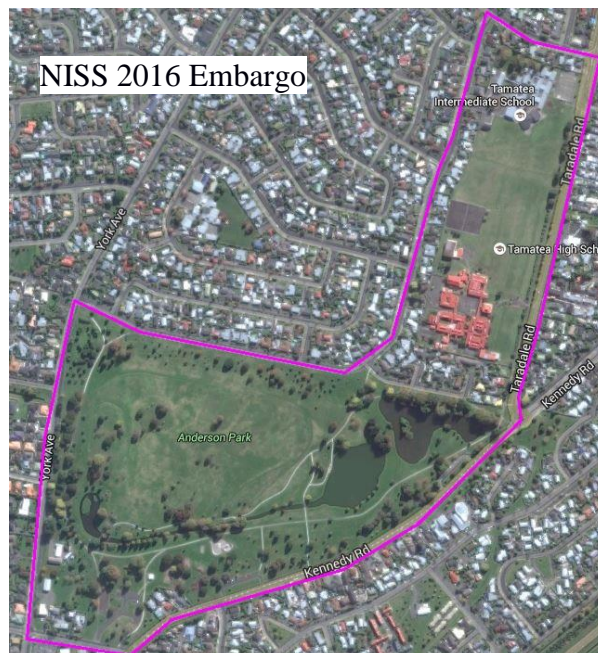 NISS 2016 Embargo
Tamatea
Intermediate School
Taradale Rd
York Ave
Tamatea High Sch
Taradale Rd
Kennedy Rd
Anderson Park
York Ave
Kennedy Rd